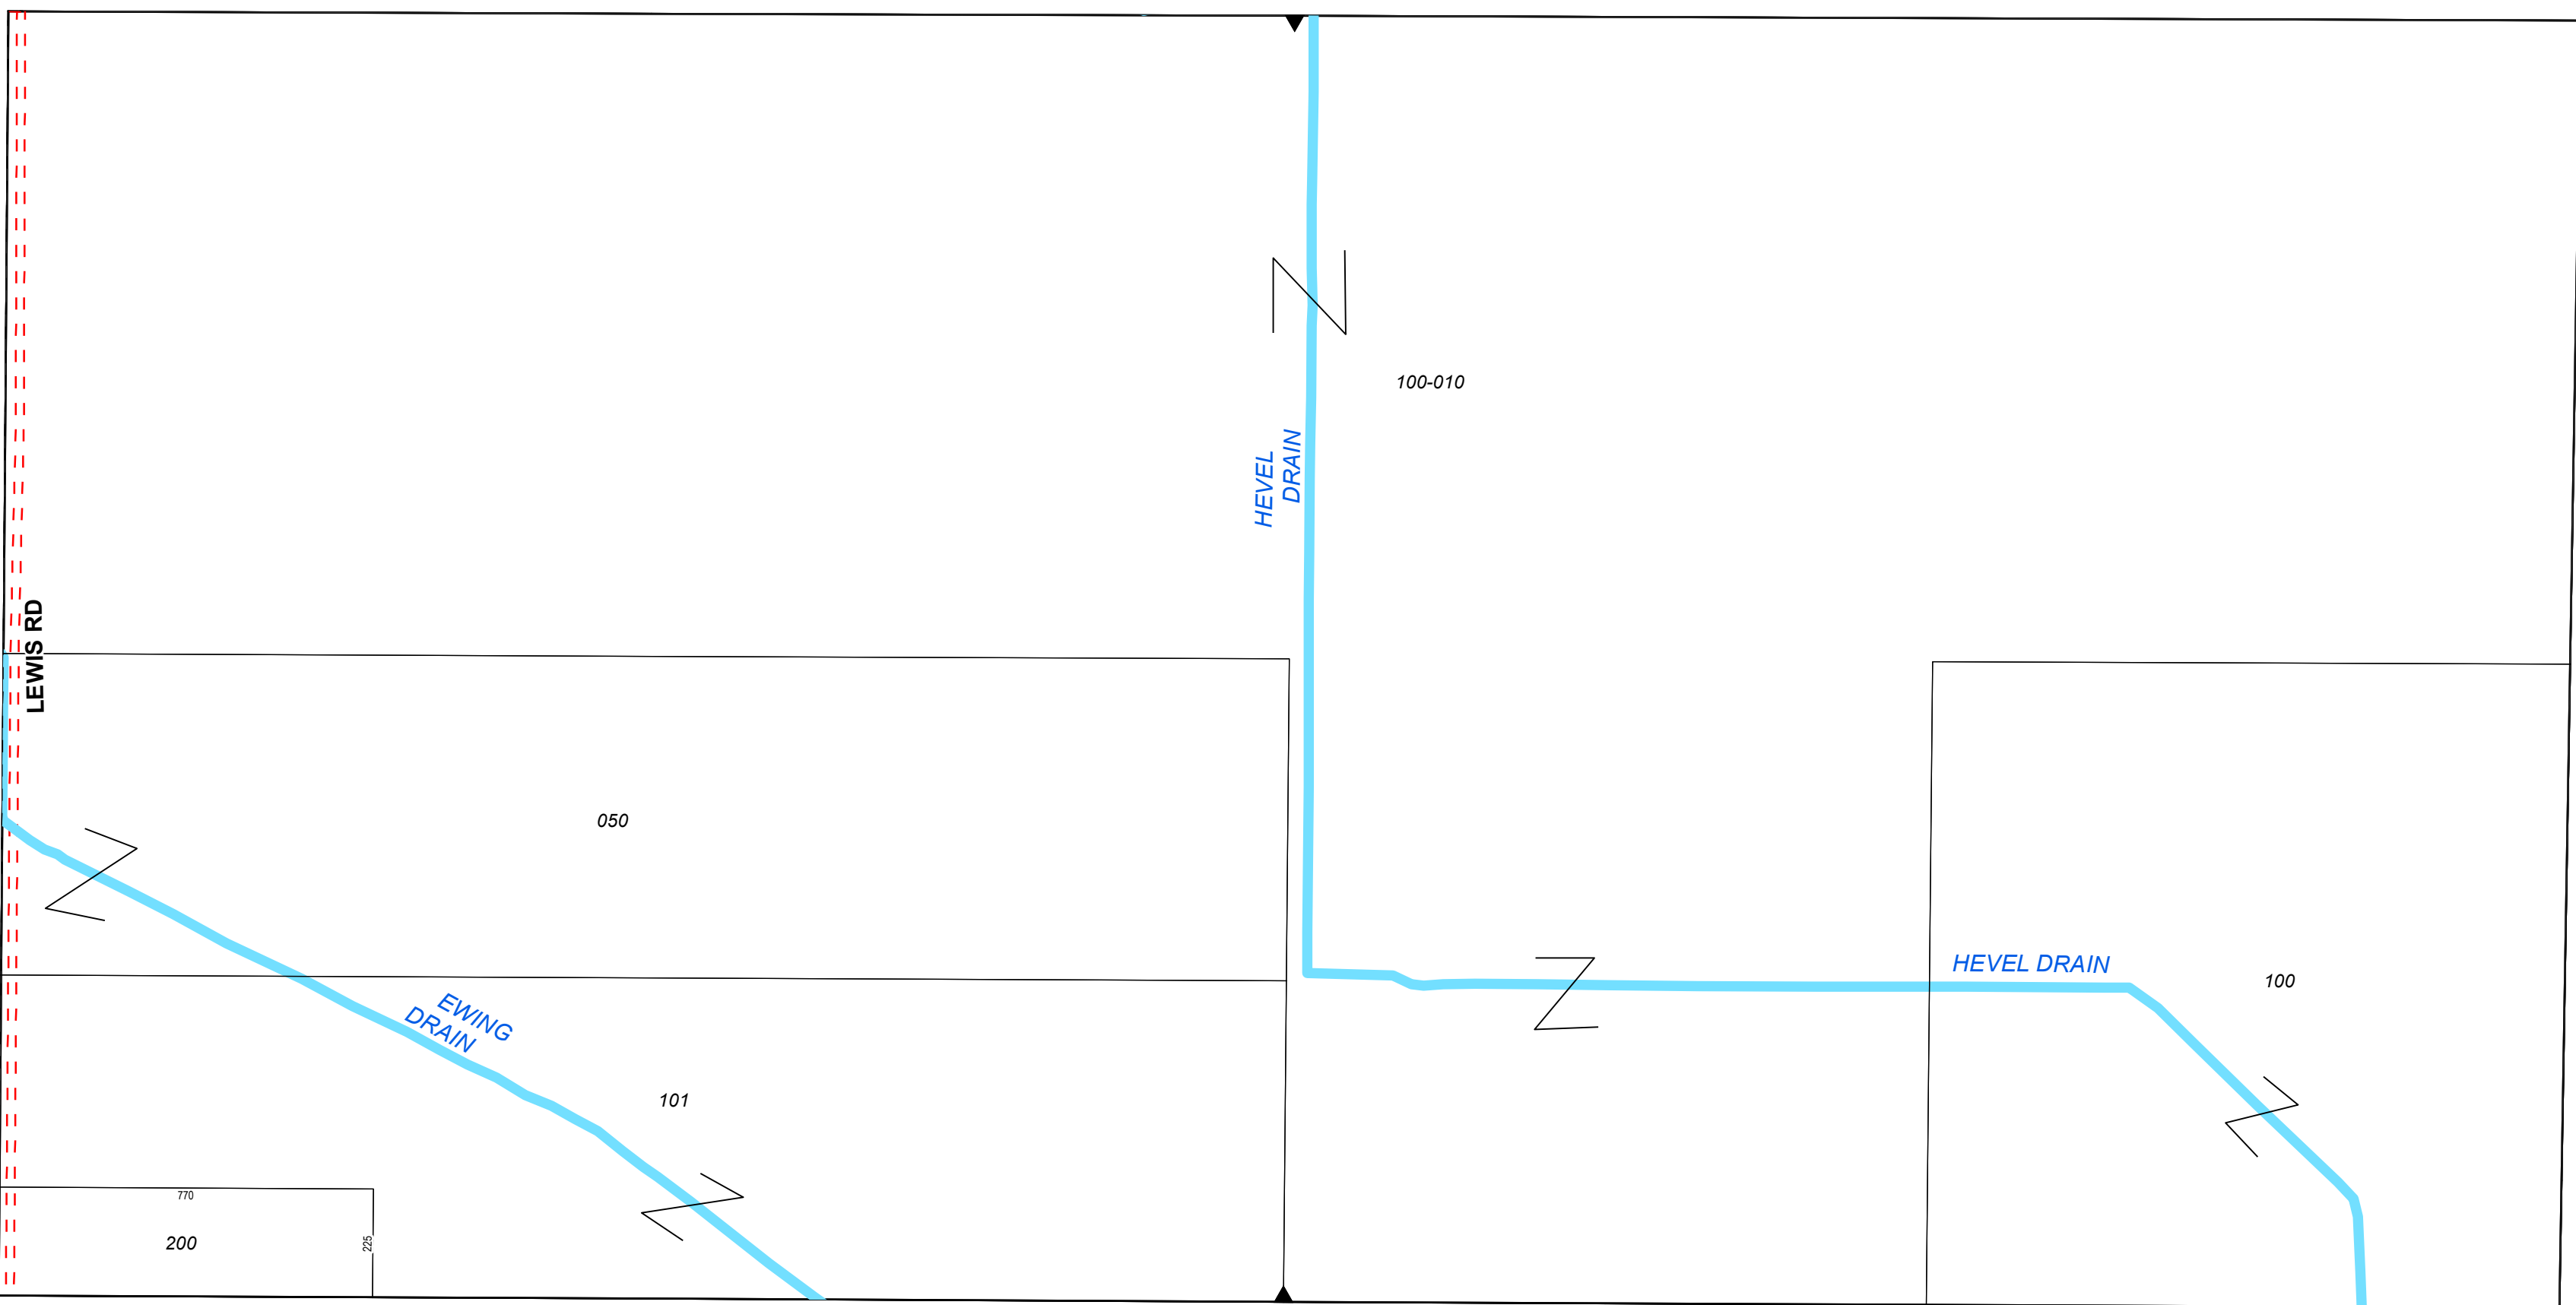 100-010
HEVEL
DRAIN
LEWIS RD
050
HEVEL DRAIN
100
EWING
DRAIN
101
770
200
225